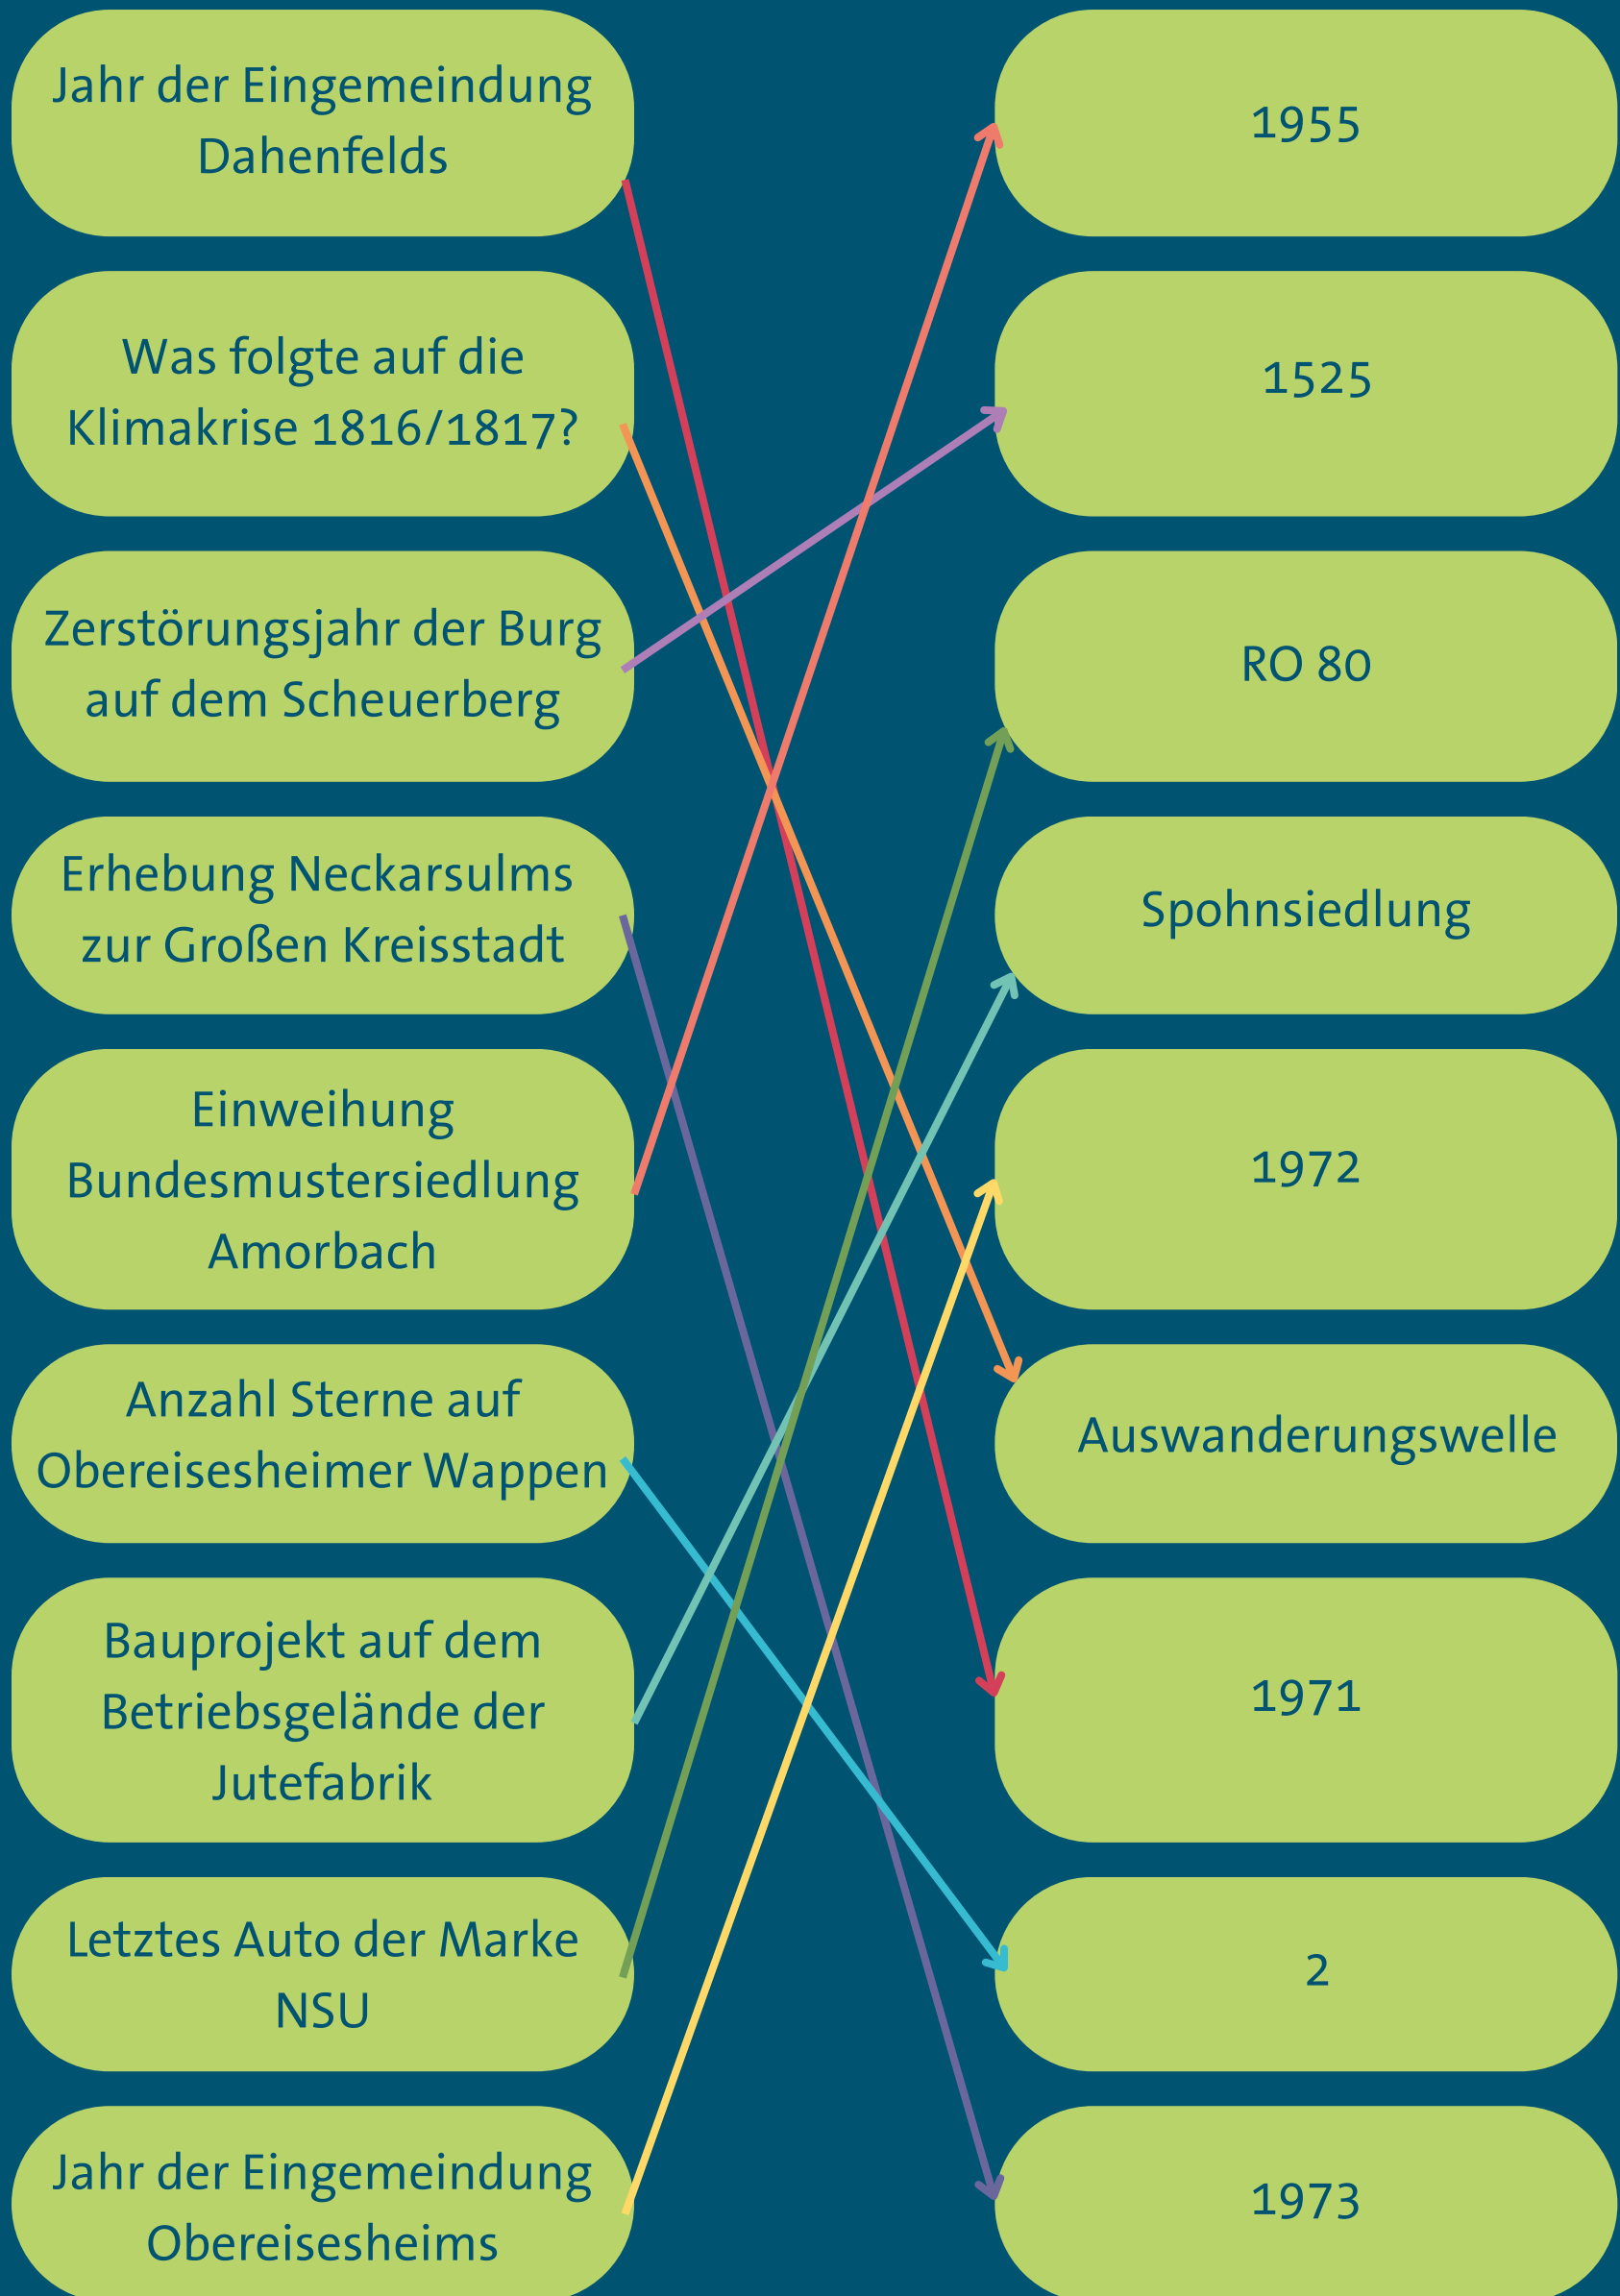 Jahr der Eingemeindung
Dahenfelds
Was folgte auf die
Klimakrise 1816/1817?
Zerstörungsjahr der Burg
auf dem Scheuerberg
Erhebung Neckarsulms
zur Großen Kreisstadt
Einweihung
Bundesmustersiedlung
Amorbach
Anzahl Sterne auf
Obereisesheimer Wappen
Bauprojekt auf dem
Betriebsgelände der
Jutefabrik
Letztes Auto der Marke
NSU
Jahr der Eingemeindung
Obereisesheims
1955
1525
RO 80
Spohnsiedlung
1972
Auswanderungswelle
1971
2
1973